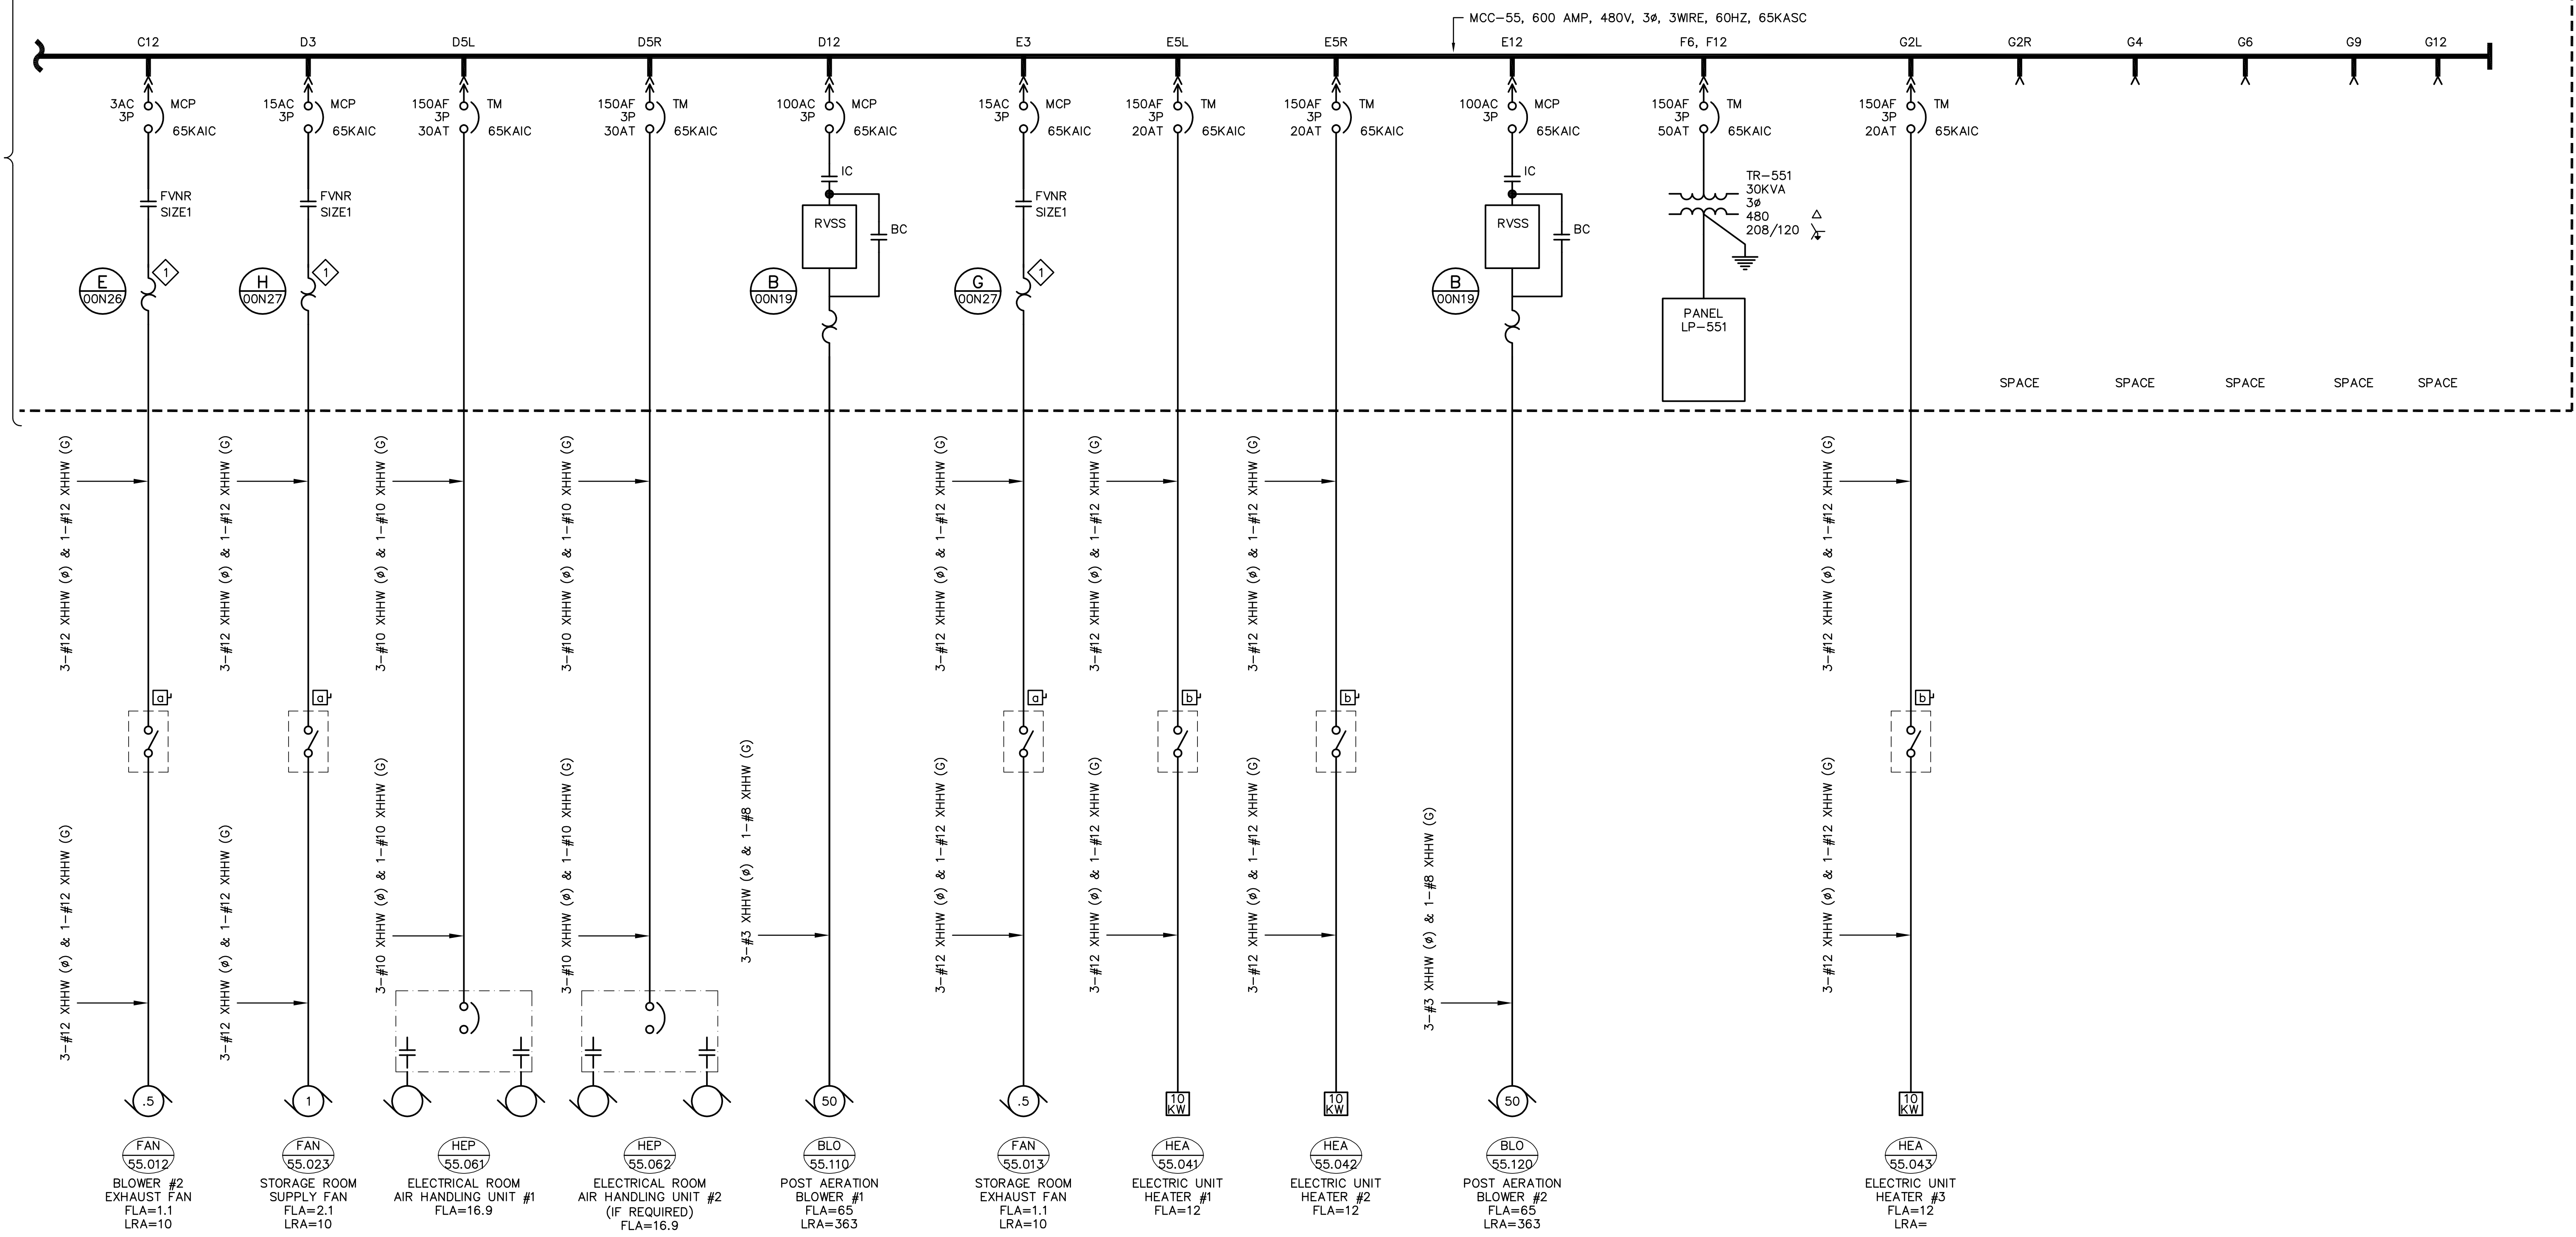 MCC-55, 600 AMP, 480V, 3ø, 3WIRE, 60HZ, 65KASC
C12
D3
D5L
D5R
D12
E3
E5L
E5R
E12
F6, F12
G2L
G2R
G4
G6
G9
G12
3AC
3P
MCP
65KAIC
15AC
3P
MCP
65KAIC
150AF
3P
30AT
TM
65KAIC
150AF
3P
30AT
TM
65KAIC
100AC
3P
MCP
65KAIC
15AC
3P
MCP
65KAIC
150AF
3P
20AT
TM
65KAIC
150AF
3P
20AT
TM
65KAIC
100AC
3P
MCP
65KAIC
150AF
3P
50AT
TM
65KAIC
150AF
3P
20AT
TM
65KAIC
FVNR
SIZE1
FVNR
SIZE1
IC
RVSS
BC
FVNR
SIZE1
IC
RVSS
BC
TR-551
30KVA
3ø
480
208/120
E
00N26
1
H
00N27
1
B
00N19
G
00N27
1
B
00N19
PANEL
LP-551
SPACE
SPACE
SPACE
SPACE
SPACE
3-#12 XHHW (ø) & 1-#12 XHHW (G)
3-#12 XHHW (ø) & 1-#12 XHHW (G)
3-#10 XHHW (ø) & 1-#10 XHHW (G)
3-#10 XHHW (ø) & 1-#10 XHHW (G)
3-#12 XHHW (ø) & 1-#12 XHHW (G)
3-#12 XHHW (ø) & 1-#12 XHHW (G)
3-#12 XHHW (ø) & 1-#12 XHHW (G)
3-#12 XHHW (ø) & 1-#12 XHHW (G)
a
a
a
b
b
b
3-#12 XHHW (ø) & 1-#12 XHHW (G)
3-#12 XHHW (ø) & 1-#12 XHHW (G)
3-#10 XHHW (ø) & 1-#10 XHHW (G)
3-#10 XHHW (ø) & 1-#10 XHHW (G)
3-#3 XHHW (ø) & 1-#8 XHHW (G)
3-#12 XHHW (ø) & 1-#12 XHHW (G)
3-#12 XHHW (ø) & 1-#12 XHHW (G)
3-#12 XHHW (ø) & 1-#12 XHHW (G)
3-#3 XHHW (ø) & 1-#8 XHHW (G)
3-#12 XHHW (ø) & 1-#12 XHHW (G)
.5
1
50
.5
10
KW
10
KW
50
10
KW
FAN
55.012
BLOWER #2
EXHAUST FAN
FLA=1.1
LRA=10
FAN
55.023
STORAGE ROOM
SUPPLY FAN
FLA=2.1
LRA=10
HEP
55.061
ELECTRICAL ROOM
AIR HANDLING UNIT #1
FLA=16.9
HEP
55.062
ELECTRICAL ROOM
AIR HANDLING UNIT #2
(IF REQUIRED)
FLA=16.9
BLO
55.110
POST AERATION
BLOWER #1
FLA=65
LRA=363
FAN
55.013
STORAGE ROOM
EXHAUST FAN
FLA=1.1
LRA=10
HEA
55.041
ELECTRIC UNIT
HEATER #1
FLA=12
HEA
55.042
ELECTRIC UNIT
HEATER #2
FLA=12
BLO
55.120
POST AERATION
BLOWER #2
FLA=65
LRA=363
HEA
55.043
ELECTRIC UNIT
HEATER #3
FLA=12
LRA=